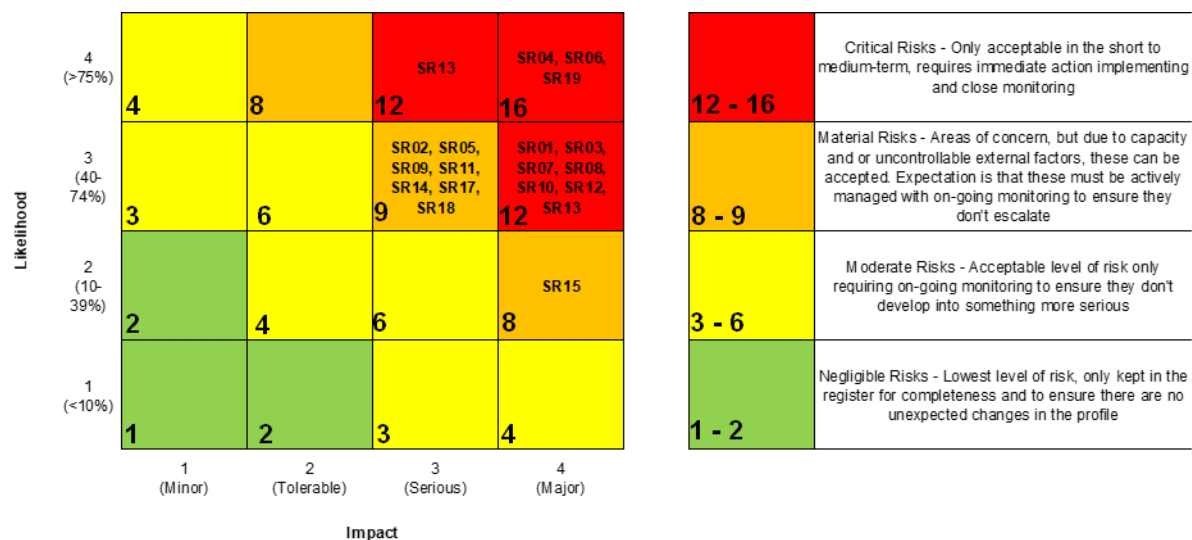 4
(>75%)
4
8
SR13
12
SR04, SR06,
SR19
16
12 - 16
Critical Risks - Only acceptable in the short to
medium-term, requires immediate action implementing
and close monitoring
3
(40-
74%)
3
6
SR02, SR05,
SR09, SR11,
SR14, SR17,
SR18
9
SR01, SR03,
SR07, SR08,
SR10, SR12,
SR13
12
8 - 9
Material Risks - Areas of concern, but due to capacity
and or uncontrollable external factors, these can be
accepted. Expectation is that these must be actively
managed with on-going monitoring to ensure they
don't escalate
Likelihood
2
(10-
39%)
2
4
6
SR15
8
3 - 6
Moderate Risks - Acceptable level of risk only
requiring on-going monitoring to ensure they don't
develop into something more serious
1
(<10%)
1
2
3
4
1 - 2
Negligible Risks - Lowest level of risk, only kept in the
register for completeness and to ensure there are no
unexpected changes in the profile
1
(Minor)
2
(Tolerable)
3
(Serious)
4
(Major)
Impact